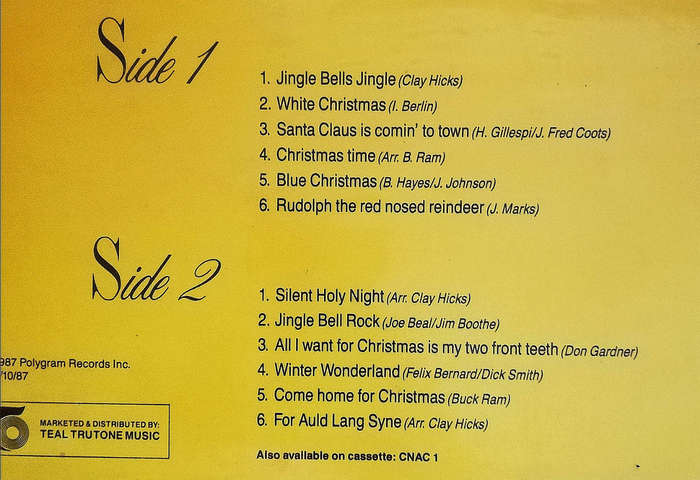 Side 1
1. Jingle Bells Jingle (Clay Hicks)
2. White Christmas (I. Berlin)
3. Santa Claus is comin' to town (H. Gillespi/J. Fred Coots)
4. Christmas time (Arr. B. Ram)
5. Blue Christmas (B. Hayes/J. Johnson)
6. Rudolph the red nosed reindeer (J. Marks)
Side 2
1. Silent Holy Night (Arr. Clay Hicks)
2. Jingle Bell Rock (Joe Beal/Jim Boothe)
3. All I want for Christmas is my two front teeth (Don Gardner)
4. Winter Wonderland (Felix Bernard/Dick Smith)
5. Come home for Christmas (Buck Ram)
6. For Auld Lang Syne (Arr. Clay Hicks)
987 Polygram Records Inc.
/10/87
MARKETED & DISTRIBUTED BY:
TEAL TRUTONE MUSIC
Also available on cassette: CNAC 1